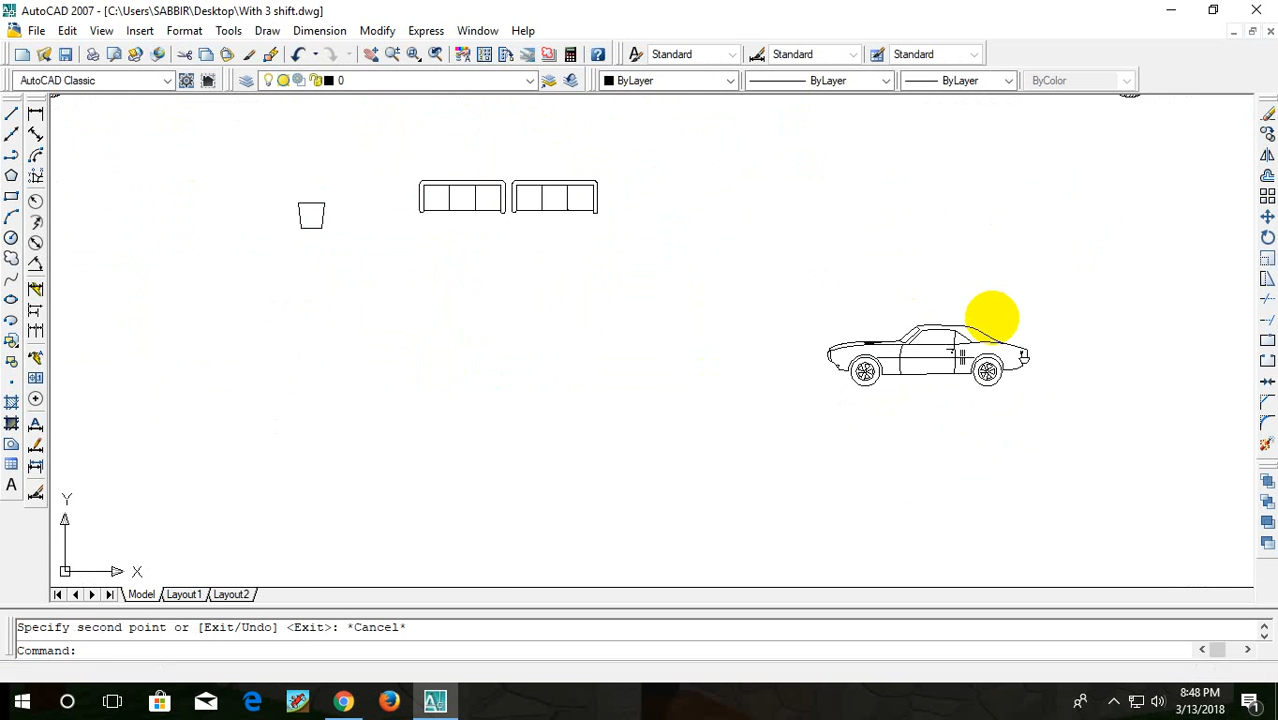 AutoCAD 2007 - [C:\Users\SABBIR\Desktop\With 3 shift.dwg]
File Edit View Insert Format Tools Draw Dimension Modify Express Window Help
Standard Standard Standard
AutoCAD Classic 0 ByLayer ByLayer ByLayer ByColor
A
A
Y
X
Model Layout1 Layout2
Specify second point or [Exit/Undo] <Exit>: *Cancel*
Command:
8:48 PM
3/13/2018
1